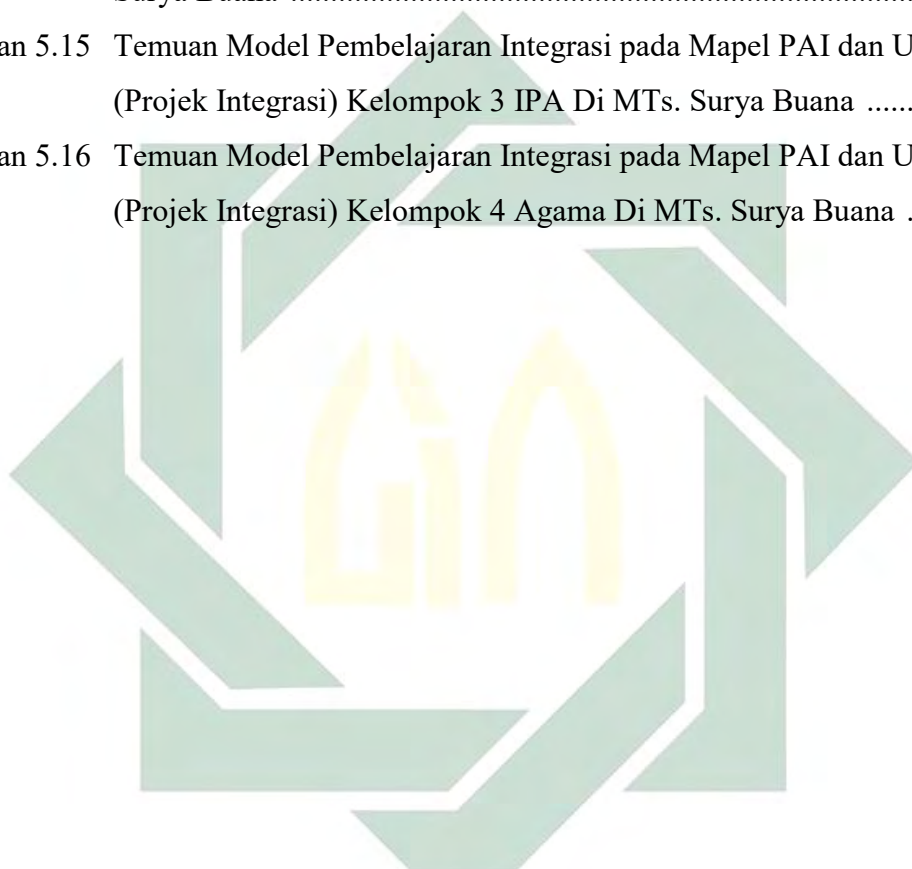 Surya Buana ....................................................................
an 5.15 Temuan Model Pembelajaran Integrasi pada Mapel PAI dan U
(Projek Integrasi) Kelompok 3 IPA Di MTs. Surya Buana ......
an 5.16 Temuan Model Pembelajaran Integrasi pada Mapel PAI dan U
(Projek Integrasi) Kelompok 4 Agama Di MTs. Surya Buana .